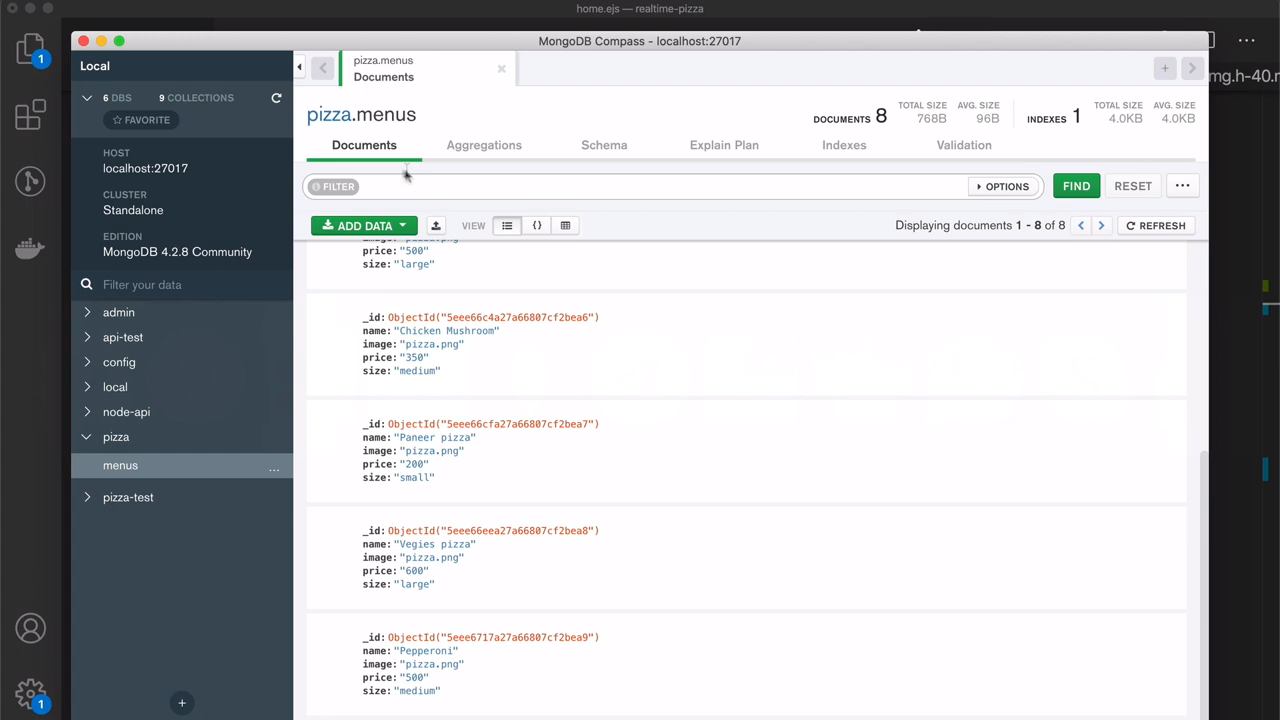 home.ejs — realtime-pizza
MongoDB Compass - localhost:27017
1
Local
6 DBS 9 COLLECTIONS
FAVORITE
HOST
localhost:27017
CLUSTER
Standalone
EDITION
MongoDB 4.2.8 Community
Filter your data
admin
api-test
config
local
node-api
pizza
menus
...
pizza-test
+
1
pizza.menus
Documents
+
mg.h-40.m
pizza.menus
DOCUMENTS 8
TOTAL SIZE
768B
AVG. SIZE
96B
INDEXES 1
TOTAL SIZE
4.0KB
AVG. SIZE
4.0KB
Documents Aggregations Schema Explain Plan Indexes Validation
FILTER
OPTIONS FIND RESET ...
ADD DATA VIEW {} Displaying documents 1 - 8 of 8 REFRESH
image: "pizza.png"
price: "500"
size: "large"
_id: ObjectId("5eee66c4a27a66807cf2bea6")
name: "Chicken Mushroom"
image: "pizza.png"
price: "350"
size: "medium"
_id: ObjectId("5eee66cfa27a66807cf2bea7")
name: "Paneer pizza"
image: "pizza.png"
price: "200"
size: "small"
_id: ObjectId("5eee66eea27a66807cf2bea8")
name: "Vegies pizza"
image: "pizza.png"
price: "600"
size: "large"
_id: ObjectId("5eee6717a27a66807cf2bea9")
name: "Pepperoni"
image: "pizza.png"
price: "500"
size: "medium"